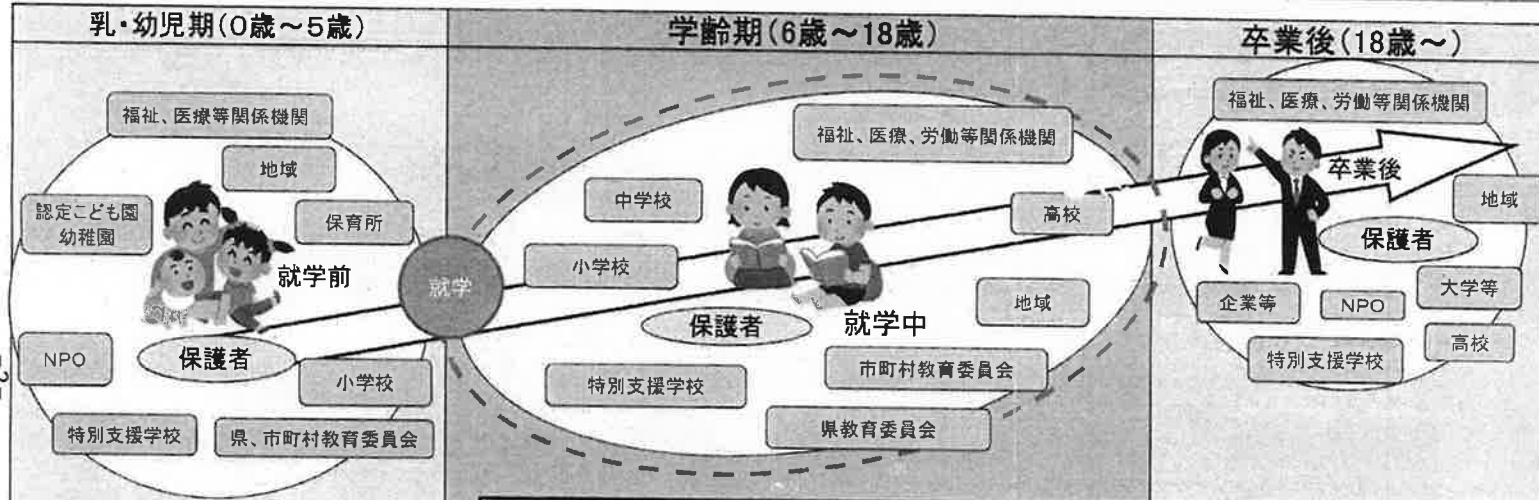 乳・幼児期(0歳～5歳)
学齢期(6歳～18歳)
卒業後(18歳～)
福祉、医療等関係機関
地域
認定こども園
幼稚園
保育所
就学前
NPO
保護者
小学校
特別支援学校
県、市町村教育委員会
就学
福祉、医療、労働等関係機関
中学校
高校
小学校
地域
保護者
就学中
市町村教育委員会
特別支援学校
県教育委員会
福祉、医療、労働等関係機関
卒業後
地域
保護者
大学等
企業等
NPO
高校
特別支援学校